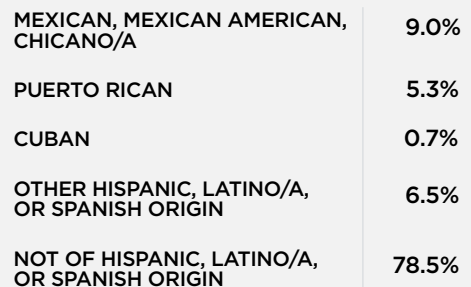 MEXICAN, MEXICAN AMERICAN,
CHICANO/A
9.0%
PUERTO RICAN 5.3%
CUBAN 0.7%
OTHER HISPANIC, LATINO/A,
OR SPANISH ORIGIN
6.5%
NOT OF HISPANIC, LATINO/A,
OR SPANISH ORIGIN
78.5%